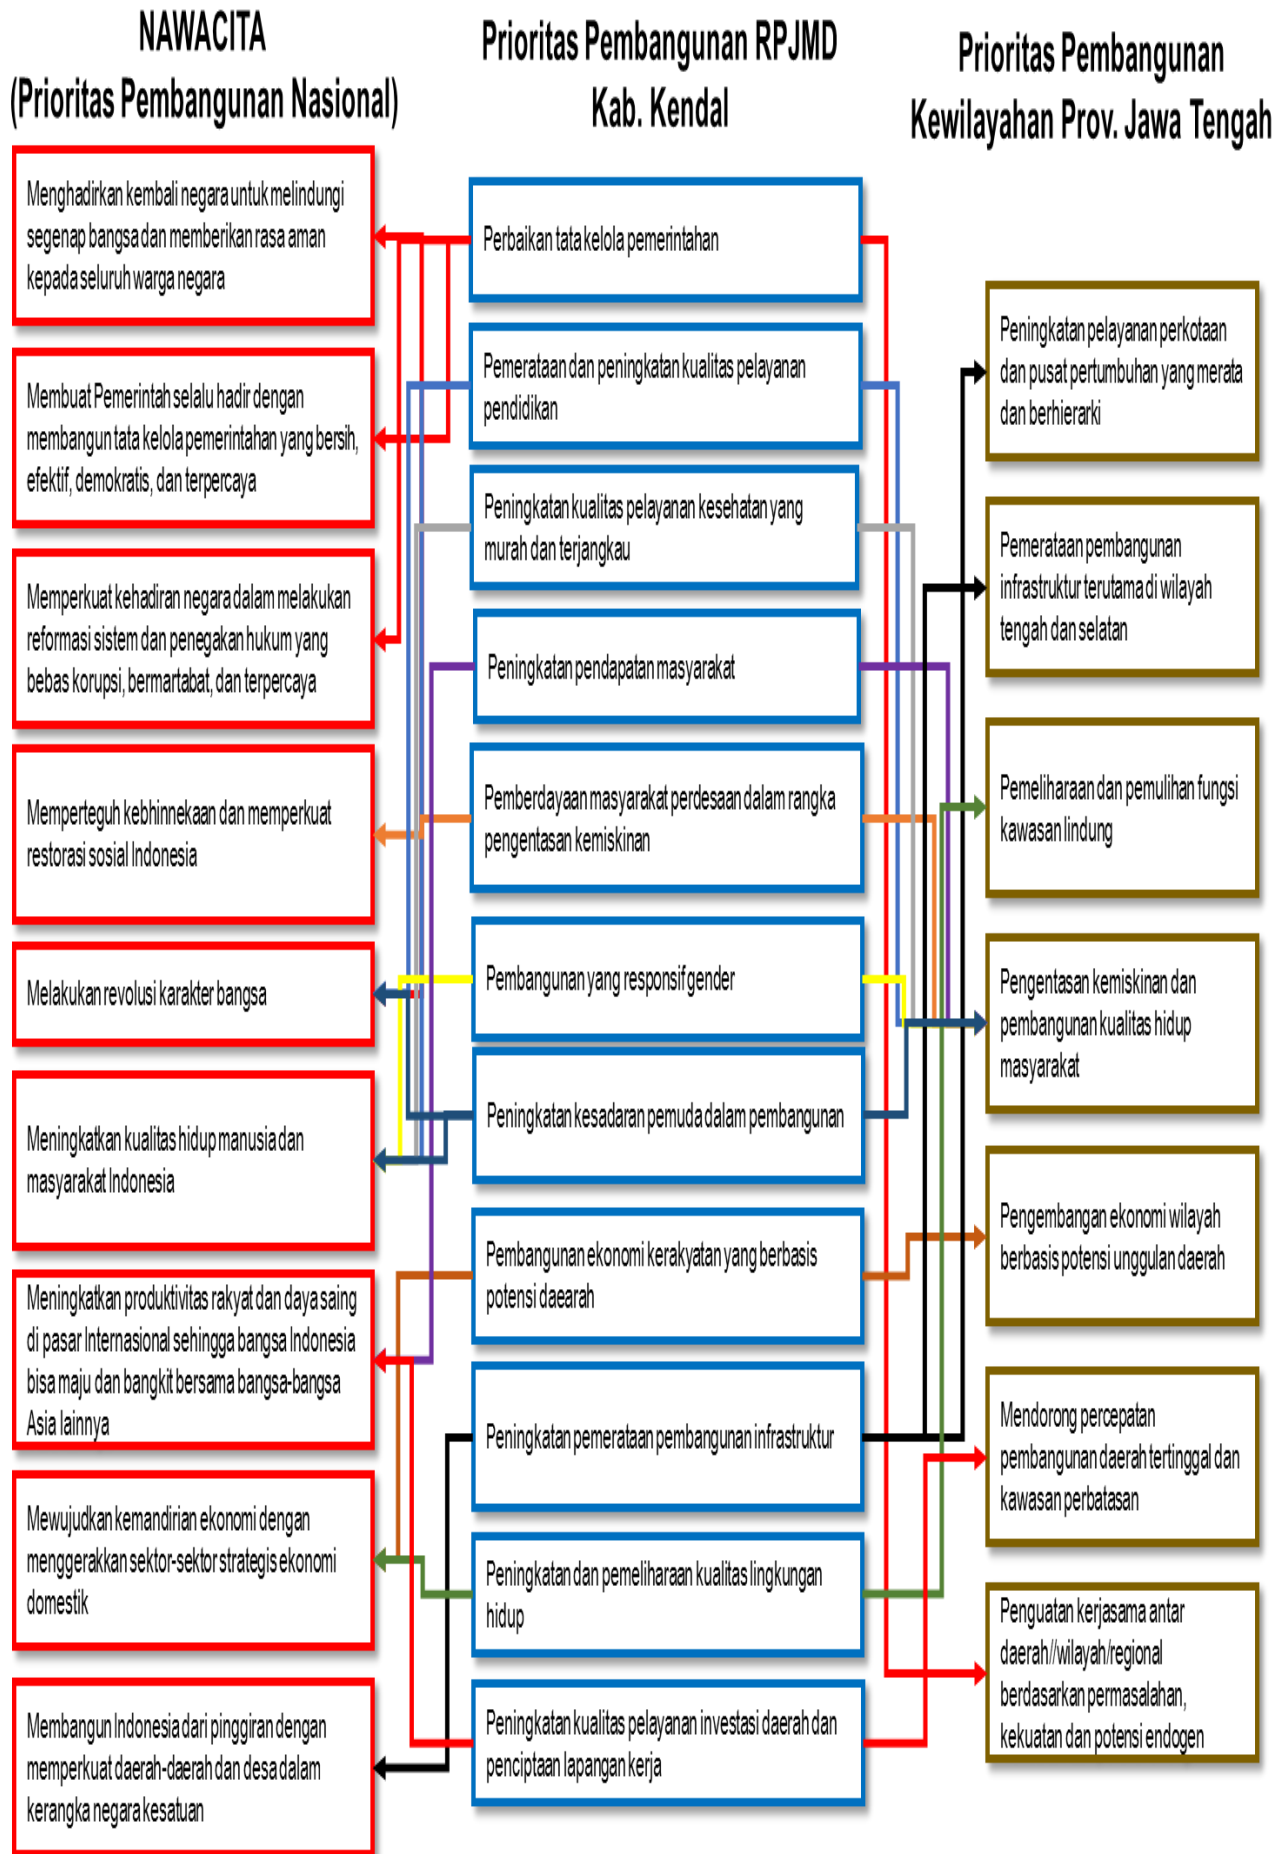 NAWACITA
(Prioritas Pembangunan Nasional)
Menghadirkan kembali negara untuk melindungi
segenap bangsa dan memberikan rasa aman
kepada seluruh warga negara
Membuat Pemerintah selalu hadir dengan
membangun tata kelola pemerintahan yang bersih,
efektif, demokratis, dan terpercaya
Memperkuat kehadiran negara dalam melakukan
reformasi sistem dan penegakan hukum yang
bebas korupsi, bermartabat, dan terpercaya
Memperteguh kebhinnekaan dan memperkuat
restorasi sosial Indonesia
Melakukan revolusi karakter bangsa
Meningkatkan kualitas hidup manusia dan
masyarakat Indonesia
Meningkatkan produktivitas rakyat dan daya saing
di pasar Internasional sehingga bangsa Indonesia
bisa maju dan bangkit bersama bangsa-bangsa
Asia lainnya
Mewujudkan kemandirian ekonomi dengan
menggerakkan sektor-sektor strategis ekonomi
domestik
Membangun Indonesia dari pinggiran dengan
memperkuat daerah-daerah dan desa dalam
kerangka negara kesatuan
Prioritas Pembangunan RPJMD
Kab. Kendal
Perbaikan tata kelola pemerintahan
Pemerataan dan peningkatan kualitas pelayanan
pendidikan
Peningkatan kualitas pelayanan kesehatan yang
murah dan terjangkau
Peningkatan pendapatan masyarakat
Pemberdayaan masyarakat perdesaan dalam rangka
pengentasan kemiskinan
Pembangunan yang responsif gender
Peningkatan kesadaran pemuda dalam pembangunan
Pembangunan ekonomi kerakyatan yang berbasis
potensi daearah
Peningkatan pemerataan pembangunan infrastruktur
Peningkatan dan pemeliharaan kualitas lingkungan
hidup
Peningkatan kualitas pelayanan investasi daerah dan
penciptaan lapangan kerja
Prioritas Pembangunan
Kewilayahan Prov. Jawa Tengah
Peningkatan pelayanan perkotaan
dan pusat pertumbuhan yang merata
dan berhierarki
Pemerataan pembangunan
infrastruktur terutama di wilayah
tengah dan selatan
Pemeliharaan dan pemulihan fungsi
kawasan lindung
Pengentasan kemiskinan dan
pembangunan kualitas hidup
masyarakat
Pengembangan ekonomi wilayah
berbasis potensi unggulan daerah
Mendorong percepatan
pembangunan daerah tertinggal dan
kawasan perbatasan
Penguatan kerjasama antar
daerah//wilayah/regional
berdasarkan permasalahan,
kekuatan dan potensi endogen